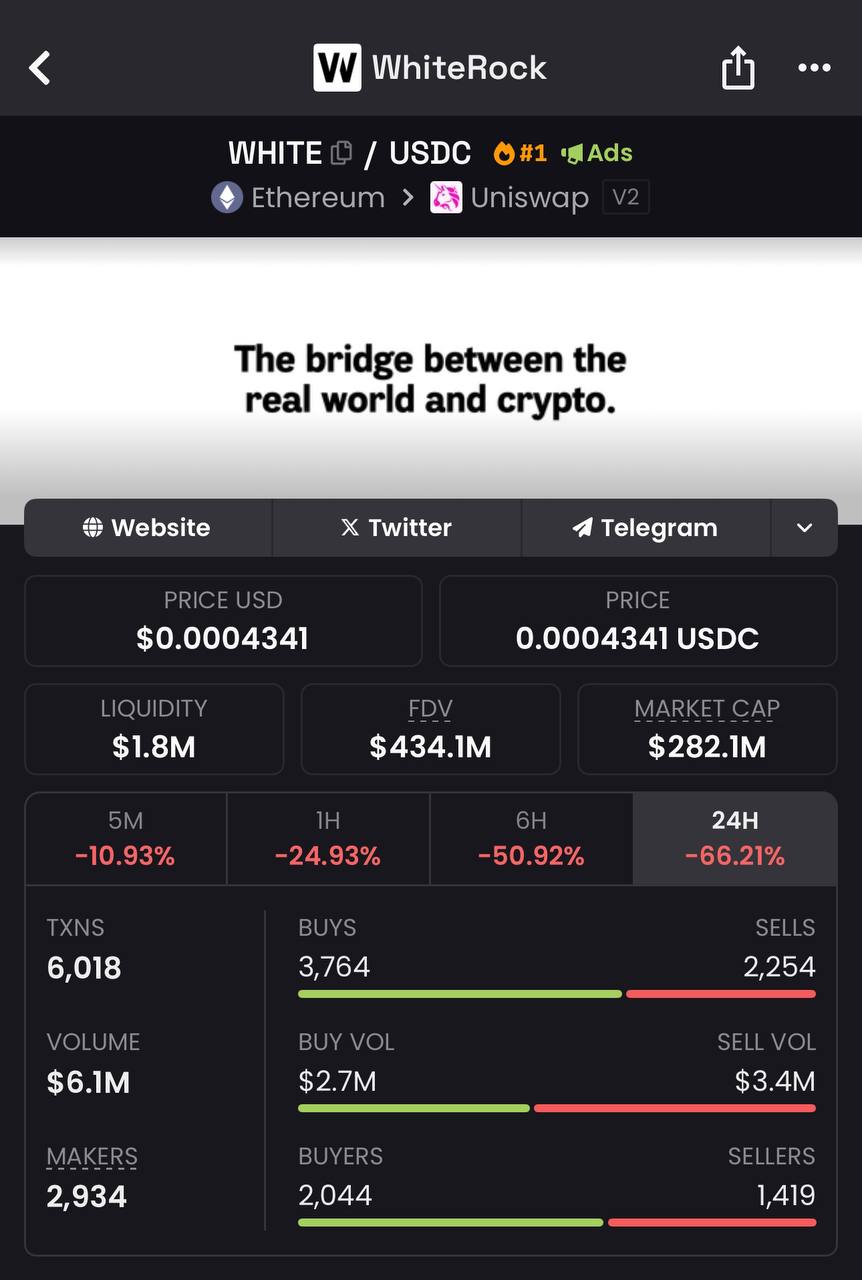 W WhiteRock
WHITE / USDC #1 Ads
Ethereum > Uniswap V2
The bridge between the
real world and crypto.
Website Twitter Telegram
PRICE USD PRICE
$0.0004341 0.0004341 USDC
LIQUIDITY FDV MARKET CAP
$1.8M $434.1M $282.1M
5M 1H 6H 24H
-10.93% -24.93% -50.92% -66.21%
TXNS BUYS SELLS
6,018 3,764 2,254
VOLUME BUY VOL SELL VOL
$6.1M $2.7M $3.4M
MAKERS BUYERS SELLERS
2,934 2,044 1,419